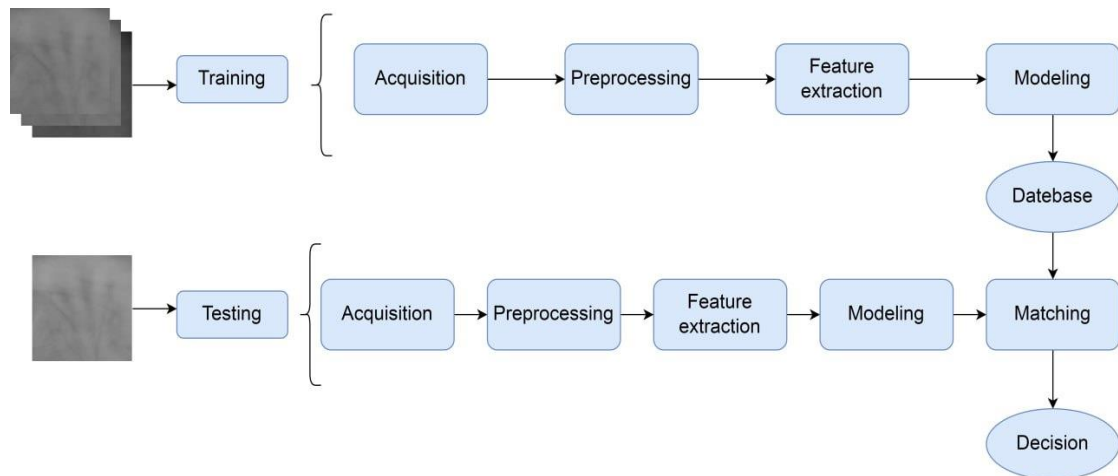 Training
Acquisition
Preprocessing
Feature
extraction
Modeling
Datebase
Testing
Acquisition
Preprocessing
Feature
extraction
Modeling
Matching
Decision